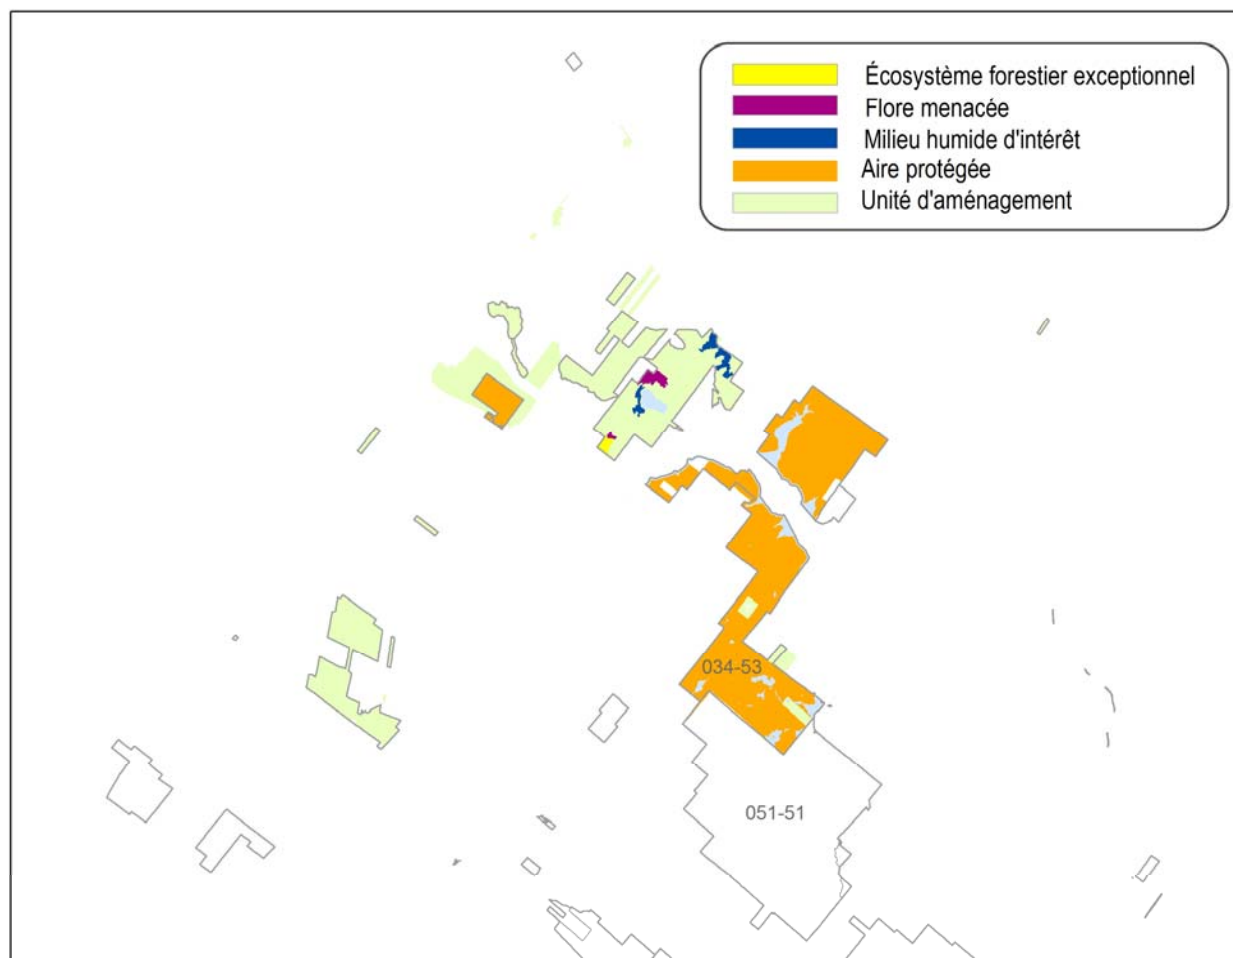 Écosystème forestier exceptionnel
Flore menacée
Milieu humide d'intérêt
Aire protégée
Unité d'aménagement
034-53
051-51